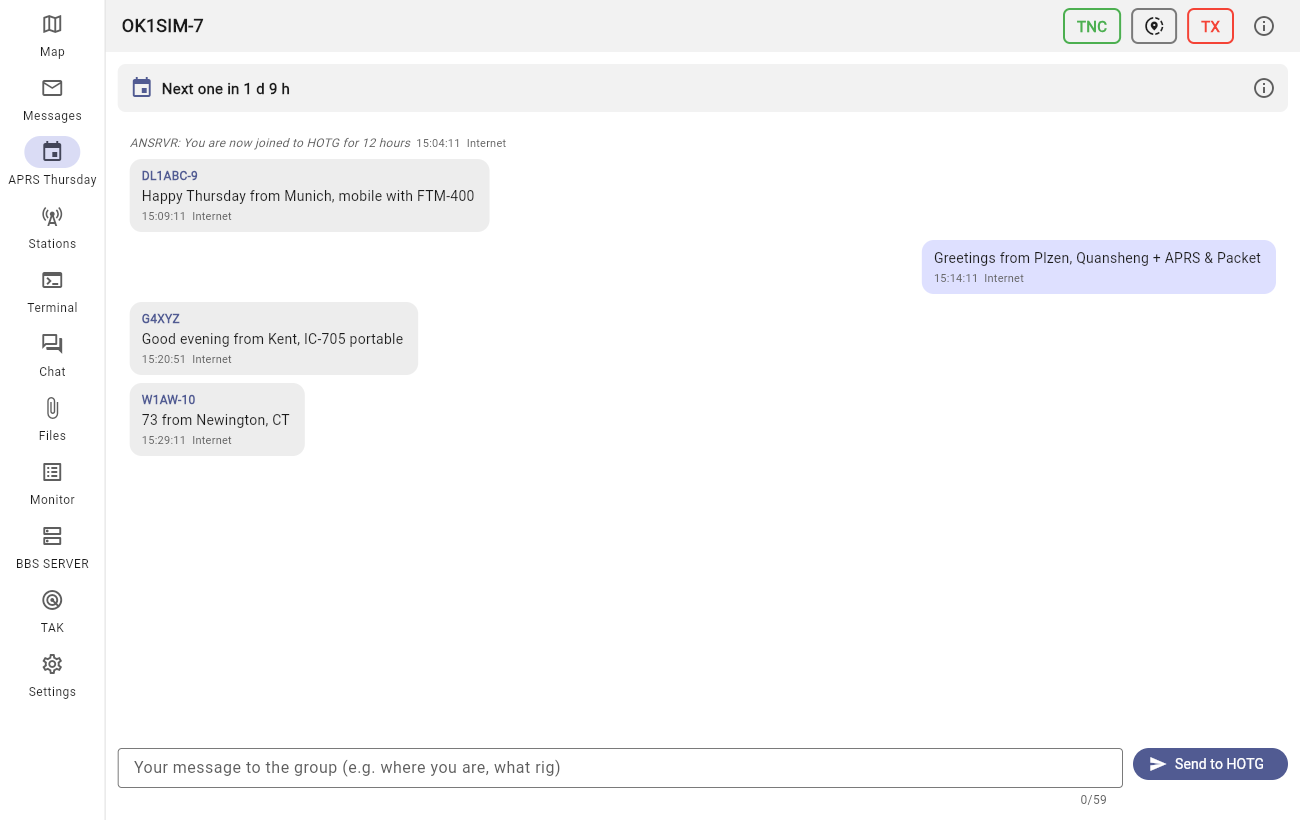 OK1SIM-7
TNC
TX
Map
Messages
APRS Thursday
Stations
Terminal
Chat
Files
Monitor
BBS SERVER
TAK
Settings
Next one in 1 d 9 h
ANSRVR: You are now joined to HOTG for 12 hours 15:04:11 Internet
DL1ABC-9
Happy Thursday from Munich, mobile with FTM-400
15:09:11 Internet
Greetings from Plzen, Quansheng + APRS & Packet
15:14:11 Internet
G4XYZ
Good evening from Kent, IC-705 portable
15:20:51 Internet
W1AW-10
73 from Newington, CT
15:29:11 Internet
Your message to the group (e.g. where you are, what rig)
Send to HOTG
0/59